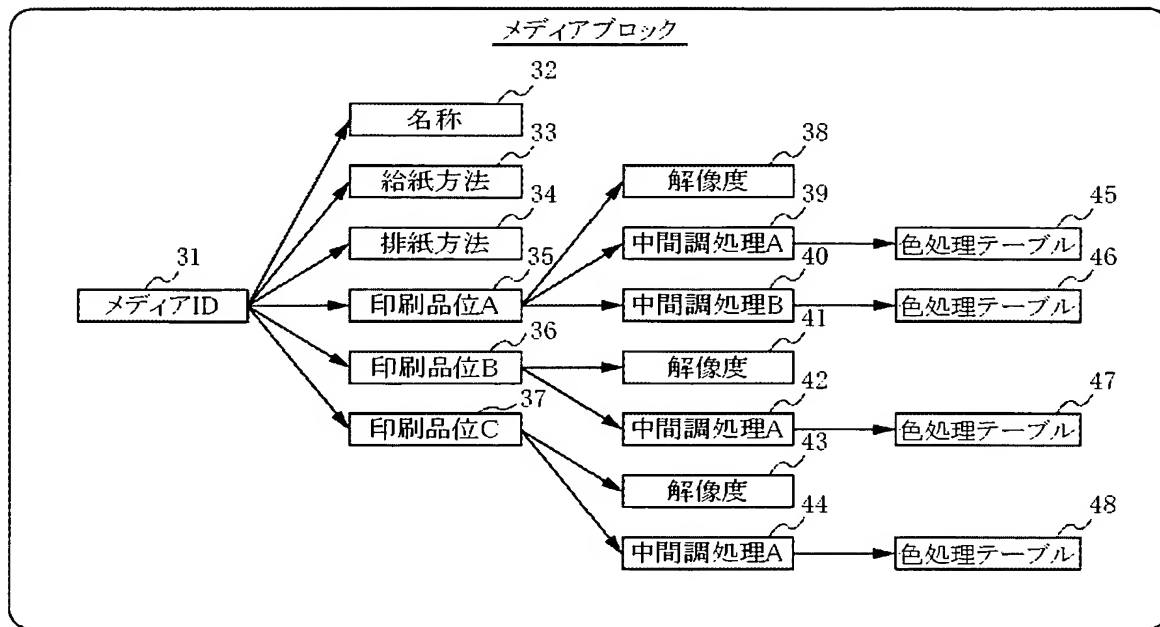 メディアブロック
32
名称
33
38
給紙方法
解像度
34
39
45
排紙方法
中間調処理A
色処理テーブル
31
35
40
46
メディアID
印刷品位A
中間調処理B
色処理テーブル
36
41
印刷品位B
解像度
37
42
47
印刷品位C
中間調処理A
色処理テーブル
43
解像度
44
48
中間調処理A
色処理テーブル